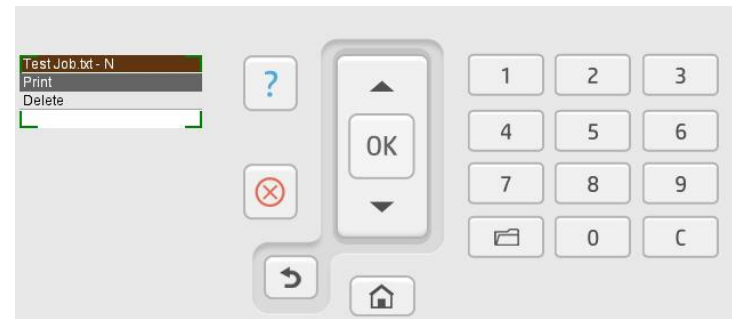 Test Job.txt - N
Print
Delete
?
OK
1 2 3
4 5 6
7 8 9
0 C